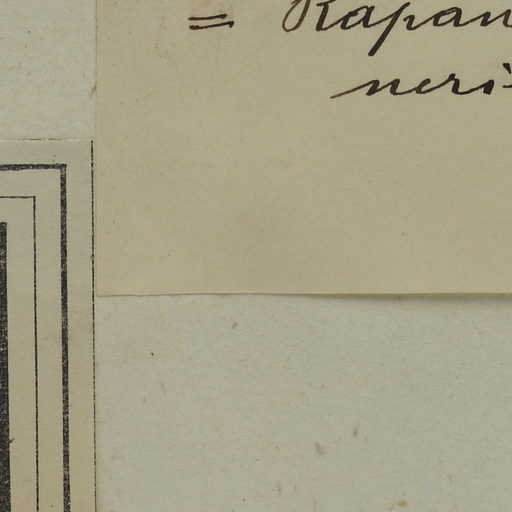 = Rapan
neri